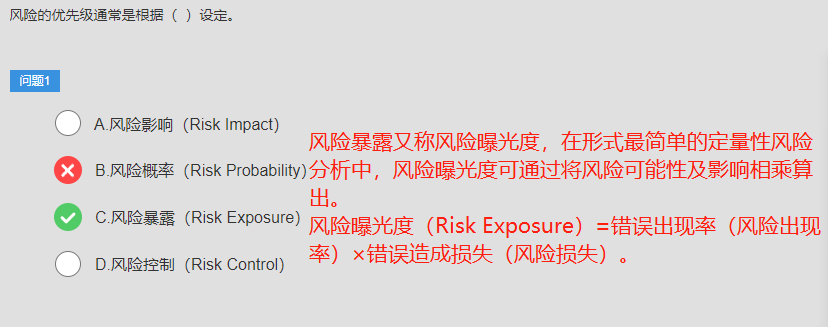 风险的优先级通常是根据（ ）设定。
问题1
A.风险影响（Risk Impact）
B.风险概率（Risk Probability）
C.风险暴露（Risk Exposure）
D.风险控制（Risk Control）
风险暴露又称风险曝光度，在形式最简单的定量性风险
分析中，风险曝光度可通过将风险可能性及影响相乘算
出。
风险曝光度（Risk Exposure）=错误出现率（风险出现
率）×错误造成损失（风险损失）。